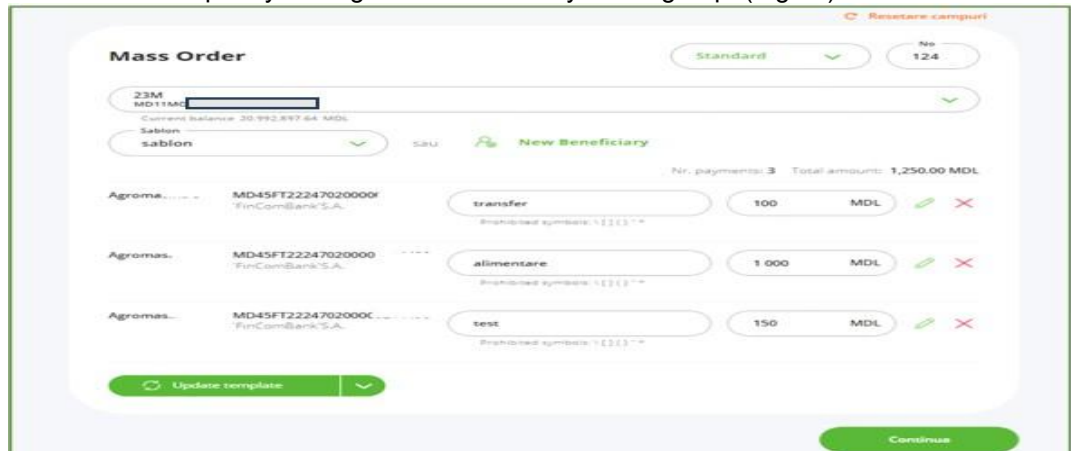 Resetare campuri
Mass Order
Standard
No
124
23M
MD11MO
Current balance 20.992.897.64 MDL
Sablon
sablon
sau
New Beneficiary
Nr. payments: 3 Total amount: 1,250.00 MDL
Agroma
MD45FT22247020000
'FinComBank'S.A.
transfer
100 MDL
Prohibited symbols: \ [ ] { } ~ ^
Agromas.
MD45FT22247020000
'FinComBank'S.A.
alimentare
1 000 MDL
Prohibited symbols: \ [ ] { } ~ ^
Agromas.
MD45FT2224702000
'FinComBank'S.A.
test
150 MDL
Prohibited symbols: \ [ ] { } ~ ^
Update template
Continua